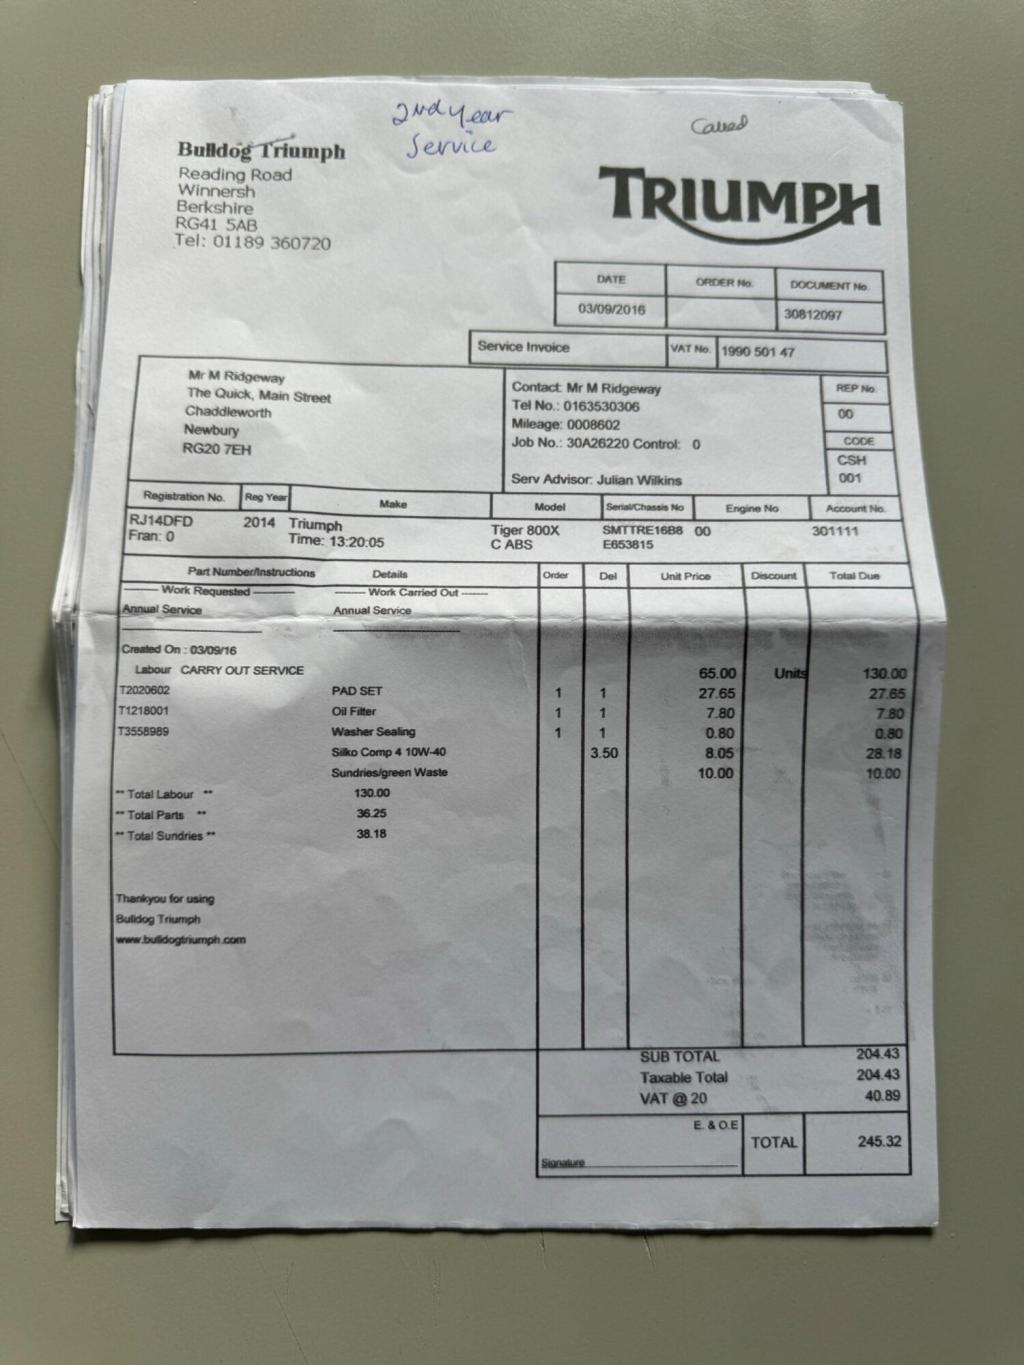 2nd year
Service
Bulldog Triumph
Reading Road
Winnersh
Berkshire
RG41 5AB
Tel: 01189 360720
TRIUMPH
DATE ORDER No. DOCUMENT No.
03/09/2016 30812097
Service Invoice VAT No. 1990 501 47
Mr M Ridgeway
The Quick, Main Street
Chaddleworth
Newbury
RG20 7EH
Contact: Mr M Ridgeway
Tel No.: 0163530306
Mileage: 0008602
Job No.: 30A26220 Control: 0
Serv Advisor: Julian Wilkins
REP No.
00
CODE
CSH
001
Registration No. Reg Year Make Model Serial/Chassis No Engine No Account No.
RJ14DFD 2014 Triumph Tiger 800X SMTTRE16B8 00 301111
Fran: 0 Time: 13:20:05 C ABS E653815
Part Number/Instructions Details Order Del Unit Price Discount Total Due
--------- Work Requested --------- ------- Work Carried Out -------
Annual Service Annual Service
Created On : 03/09/16
Labour CARRY OUT SERVICE 65.00 Units 130.00
T2020602 PAD SET 1 1 27.65 27.65
T1218001 Oil Filter 1 1 7.80 7.80
T3558989 Washer Sealing 1 1 0.80 0.80
Silko Comp 4 10W-40 3.50 8.05 28.18
Sundries/green Waste 10.00 10.00
** Total Labour ** 130.00
** Total Parts ** 36.25
** Total Sundries ** 38.18
Thankyou for using
Bulldog Triumph
www.bulldogtriumph.com
SUB TOTAL 204.43
Taxable Total 204.43
VAT @ 20 40.89
E. & O.E
TOTAL 245.32
Signature